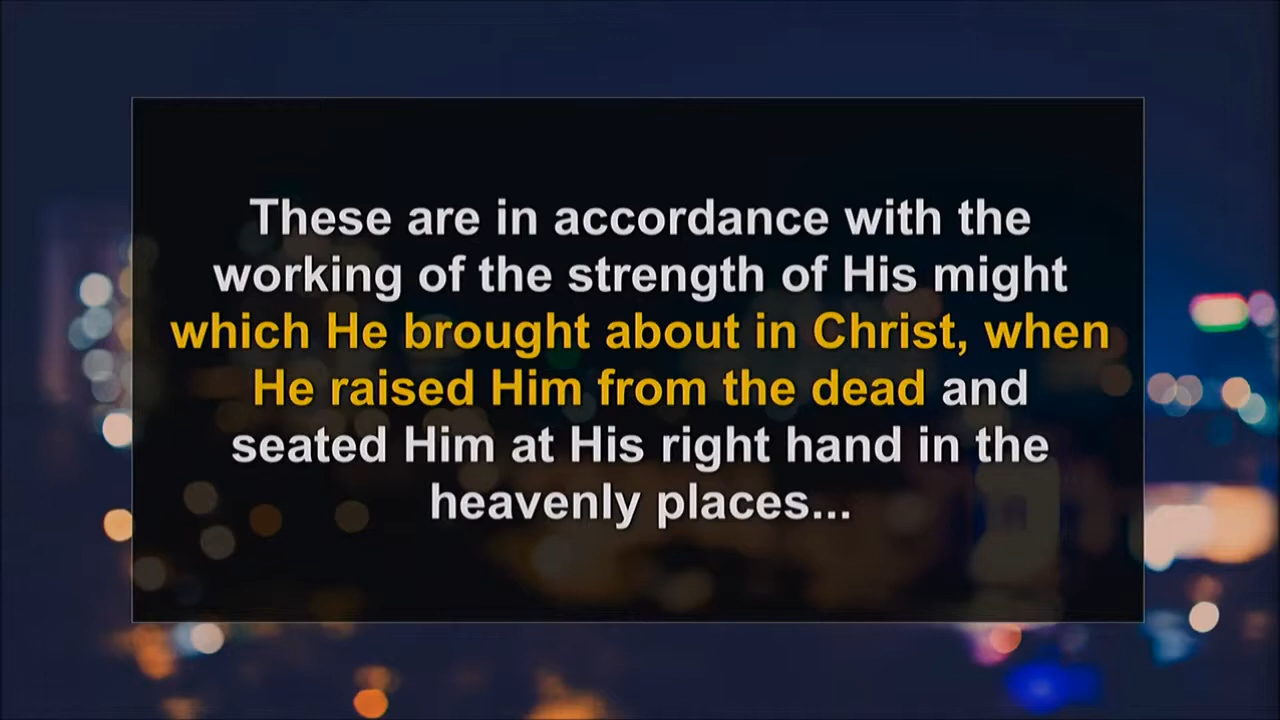 These are in accordance with the
working of the strength of His might
which He brought about in Christ, when
He raised Him from the dead and
seated Him at His right hand in the
heavenly places...